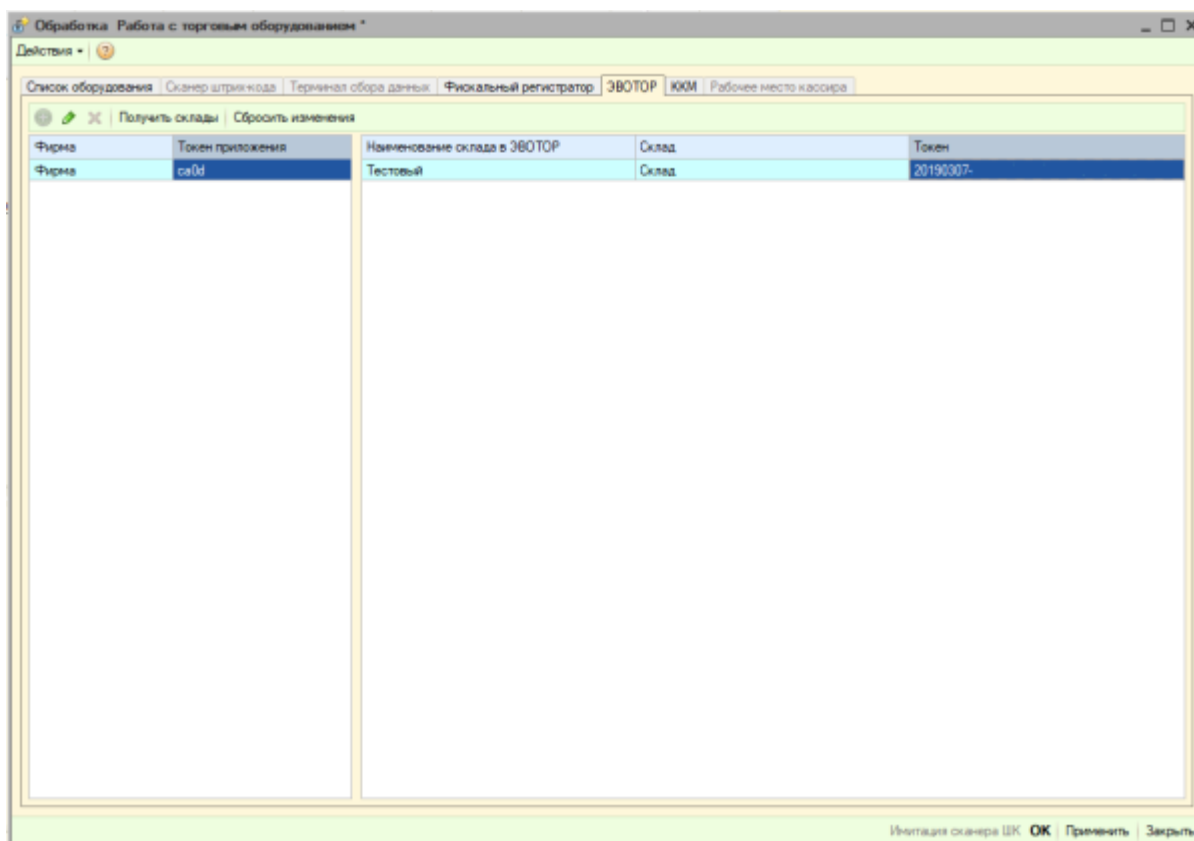 Обработка Работа с торговым оборудованием *
Действия
Список оборудования Сканер штрих-кода Терминал сбора данных Фискальный регистратор ЭВОТОР ККМ Рабочее место кассира
Получить склады Сбросить изменения
Фирма Токен приложения Наименование склада в ЭВОТОР Склад Токен
Фирма ca0d Тестовый Склад 20190307-
Имитация сканера ШК OK Применить Закрыть